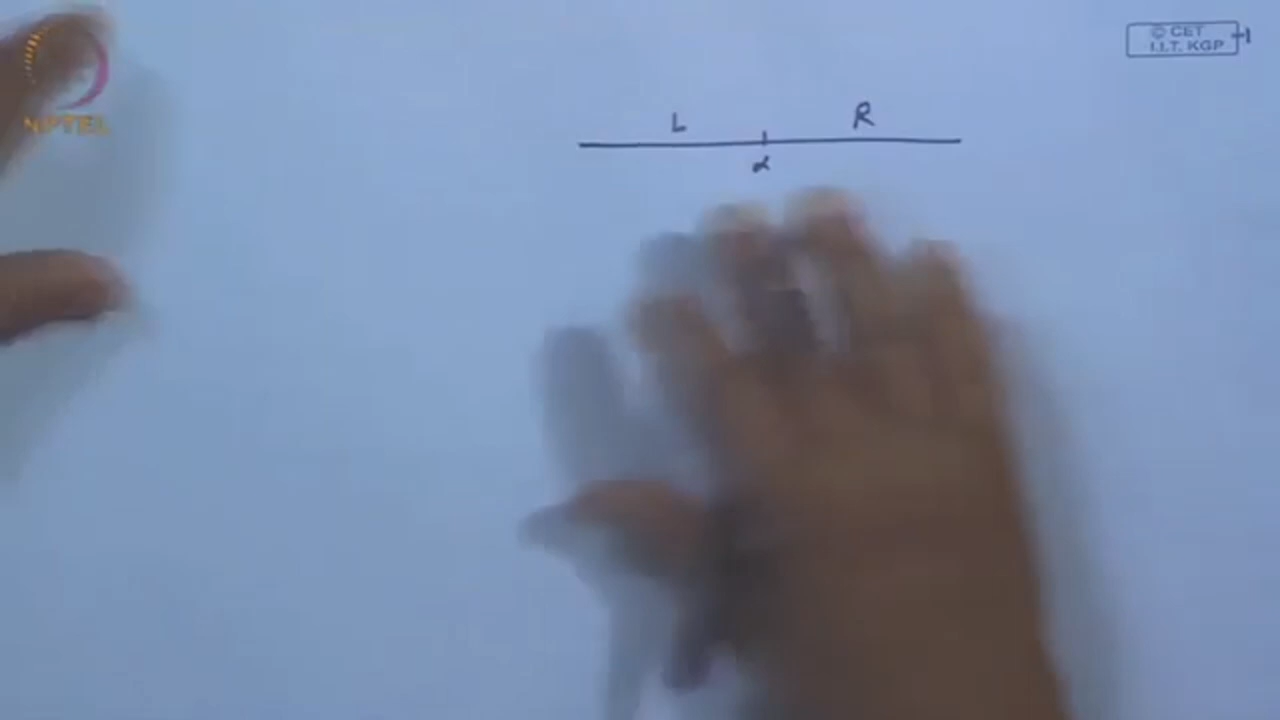 NPTEL
© CET
I.I.T. KGP
L R
α